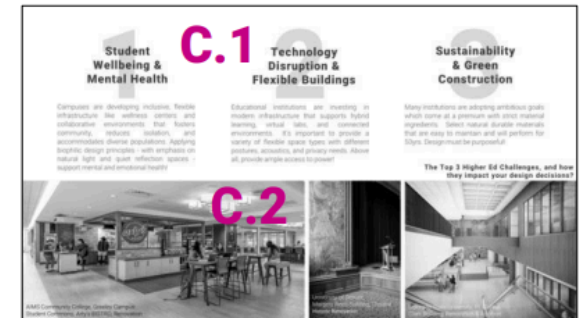 1
Student
Wellbeing &
Mental Health
Campuses are developing inclusive, flexible
infrastructure like wellness centers and
collaborative environments that fosters
community, reduces isolation, and
accommodates diverse populations. Applying
biophilic design principles - with emphasis on
natural light and quiet reflection spaces -
support mental and emotional health!
C.1
2
Technology
Disruption &
Flexible Buildings
Educational institutions are investing in
modern infrastructure that supports hybrid
learning, virtual labs, and connected
environments. It's important to provide a
variety of flexible space types with different
postures, acoustics, and privacy needs. Above
all, provide ample access to power!
3
Sustainability
& Green
Construction
Many institutions are adopting ambitious goals
which come at a premium with strict material
ingredients. Select natural durable materials
that are easy to maintain and will perform for
50yrs. Design must be purposeful!
The Top 3 Higher Ed Challenges, and how
they impact your design decisions?
C.2
AIMS Community College, Greeley Campus
Student Commons,